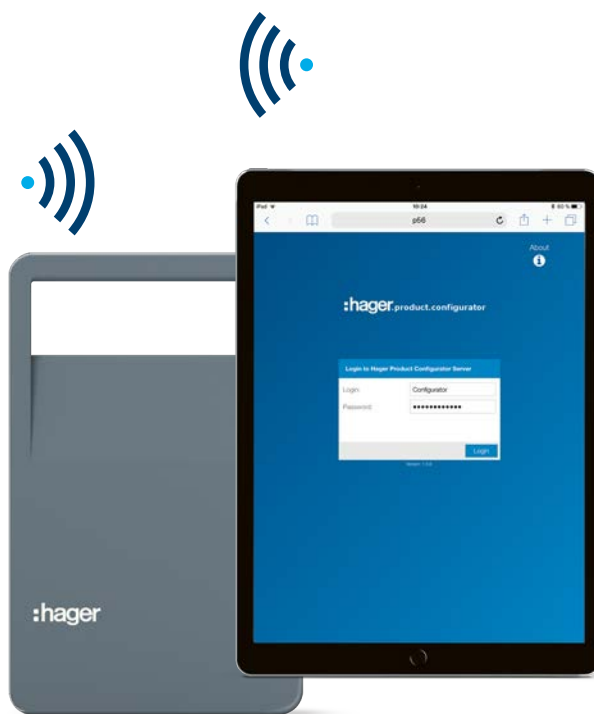 iPad
10:24
60 %
p56
About
:hager.product.configurator
Login to Hager Product Configurator Server
Login:
Configurator
Password:
Login
:hager